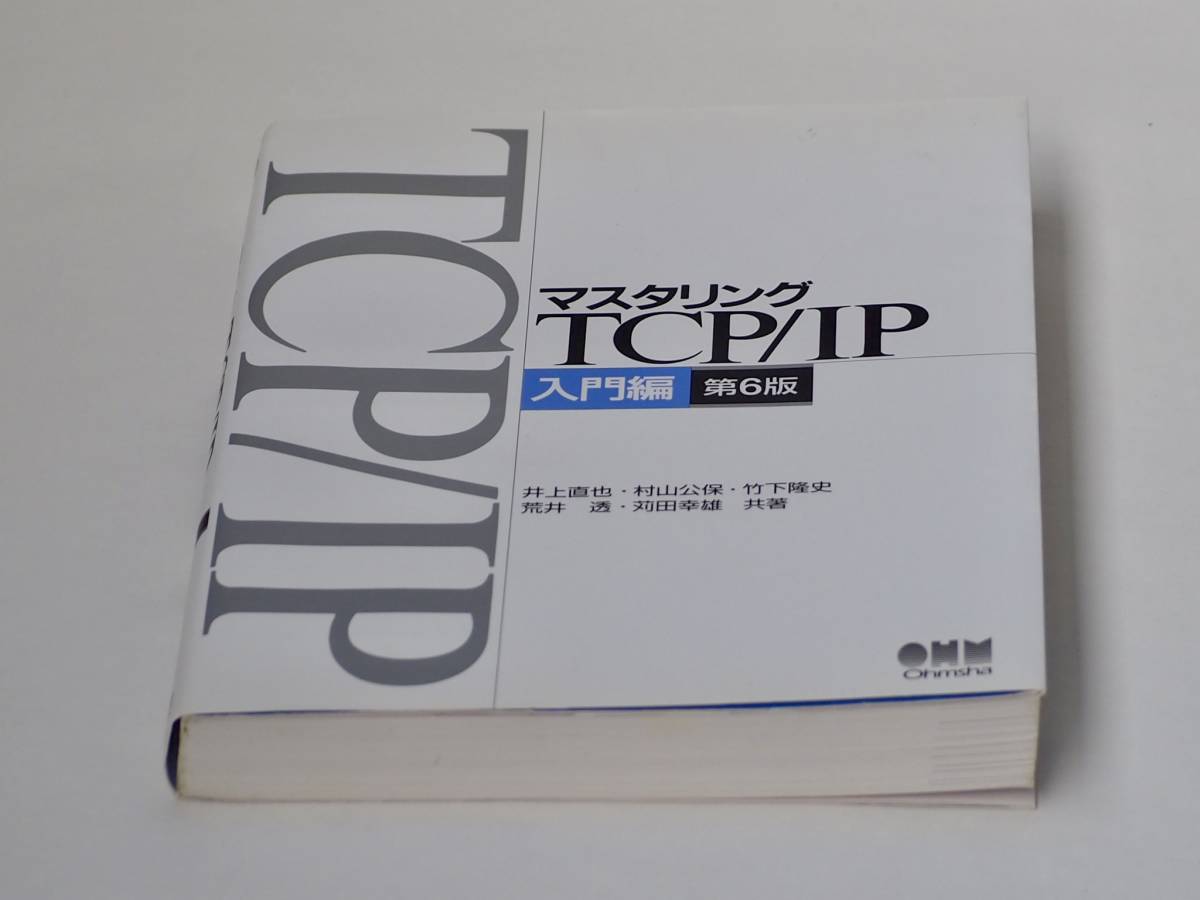 TCP/IP
マスタリング
TCP/IP
入門編 第6版
井上直也・村山公保・竹下隆史
荒井　透・苅田幸雄　共著
OHM
Ohmsha